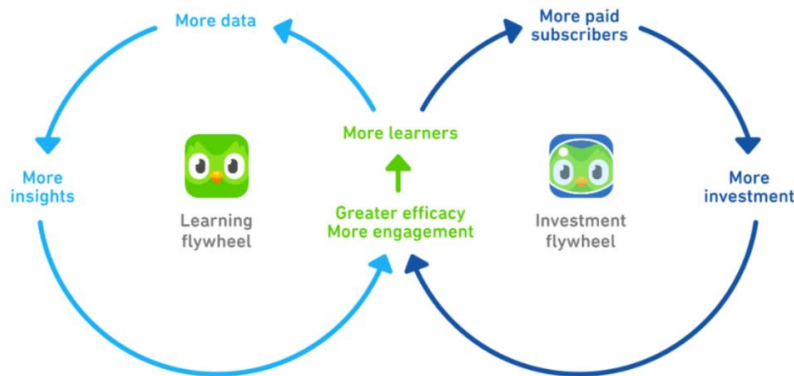 More data
More paid
subscribers
More learners
More
insights
Learning
flywheel
Greater efficacy
More engagement
Investment
flywheel
More
investment